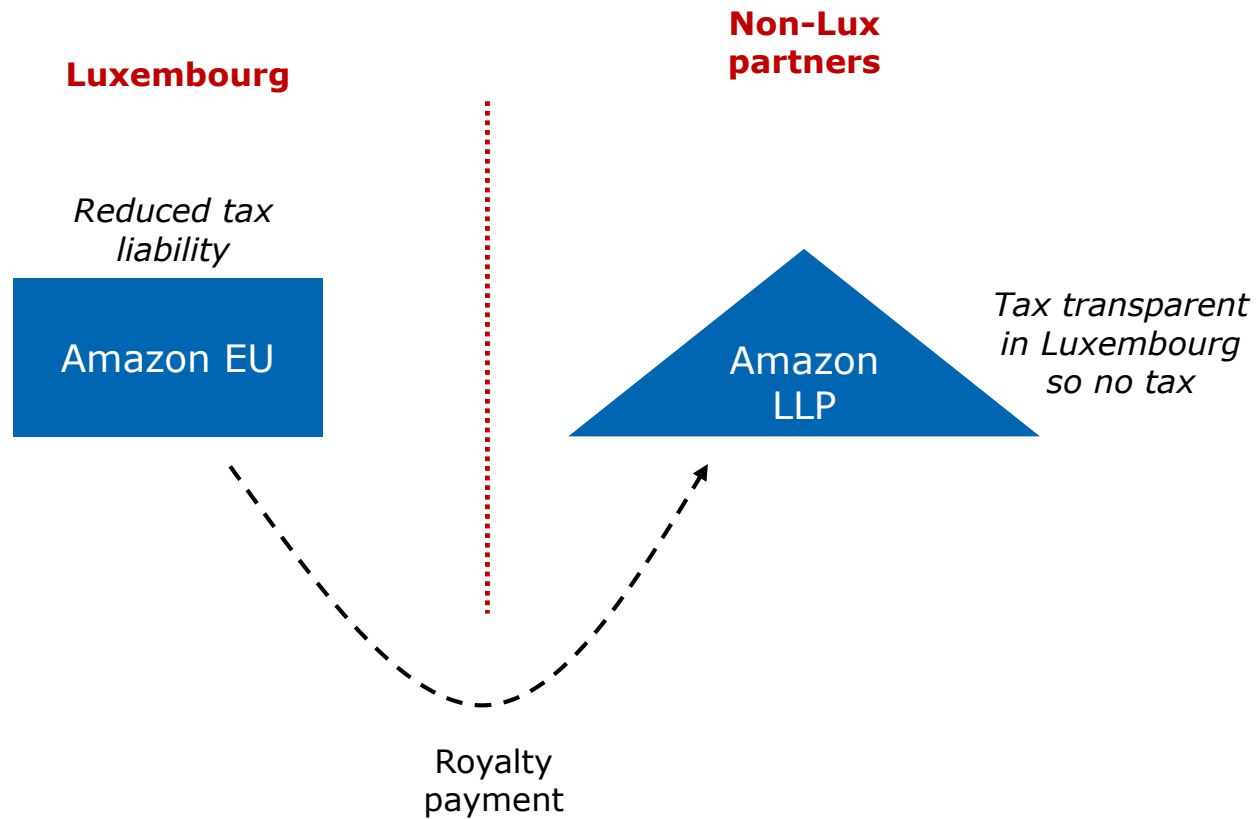 Luxembourg
Non-Lux
partners
Reduced tax
liability
Amazon EU
Amazon
LLP
Tax transparent
in Luxembourg
so no tax
Royalty
payment